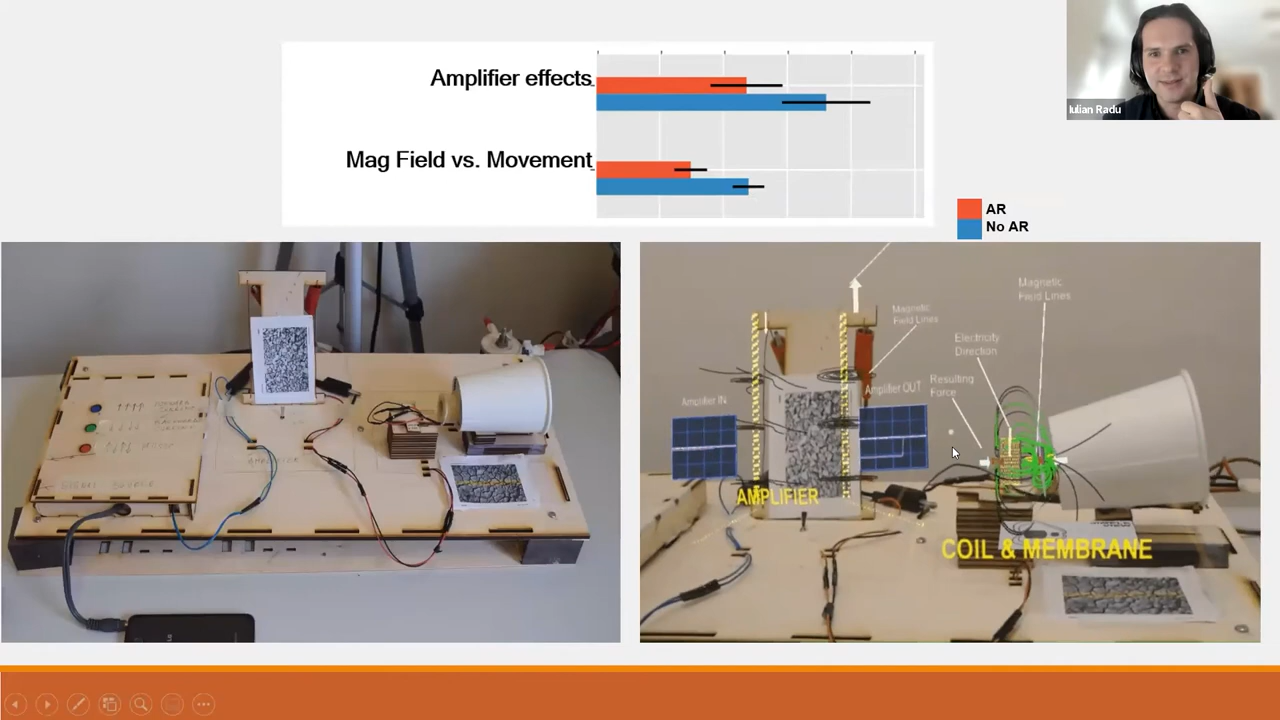 Amplifier effects
Mag Field vs. Movement
Iulian Radu
AR
No AR
Magnetic
Field Lines
Magnetic
Field Lines
Electricity
Direction
Resulting
Force
Amplifier IN
Amplifier OUT
AMPLIFIER
COIL & MEMBRANE